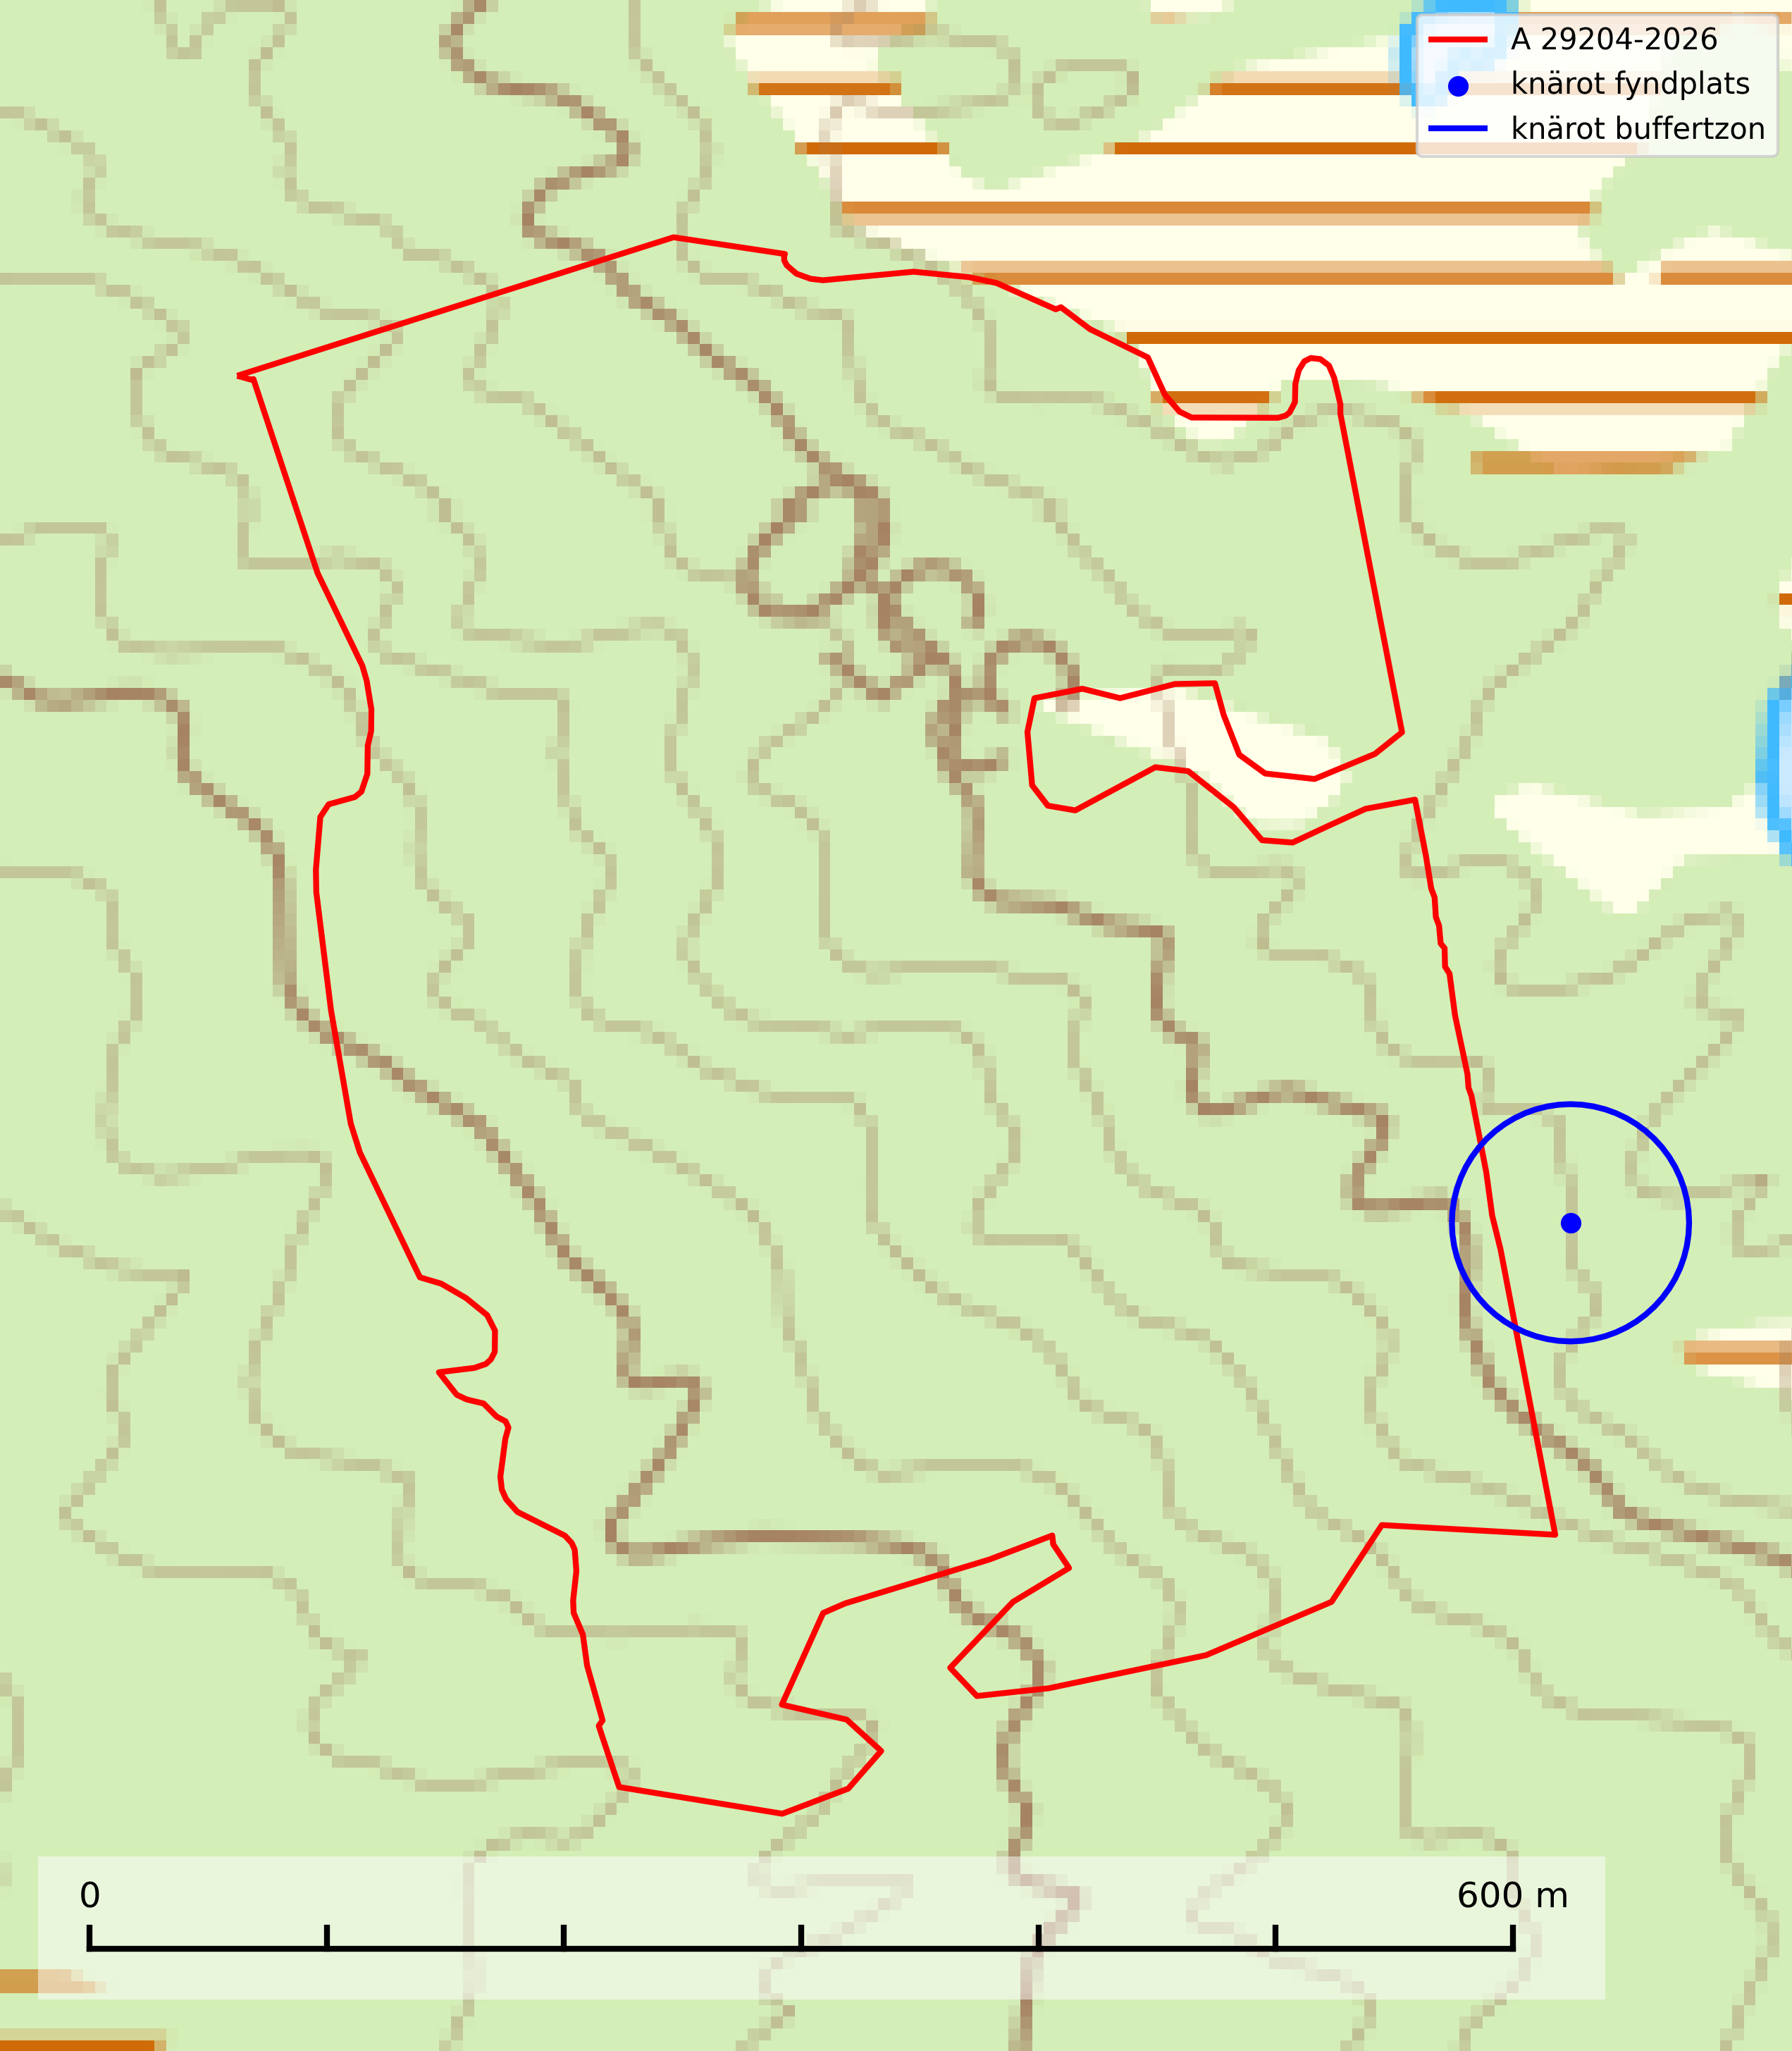 A 29204-2026
knärot fyndplats
knärot buffertzon
0
600 m